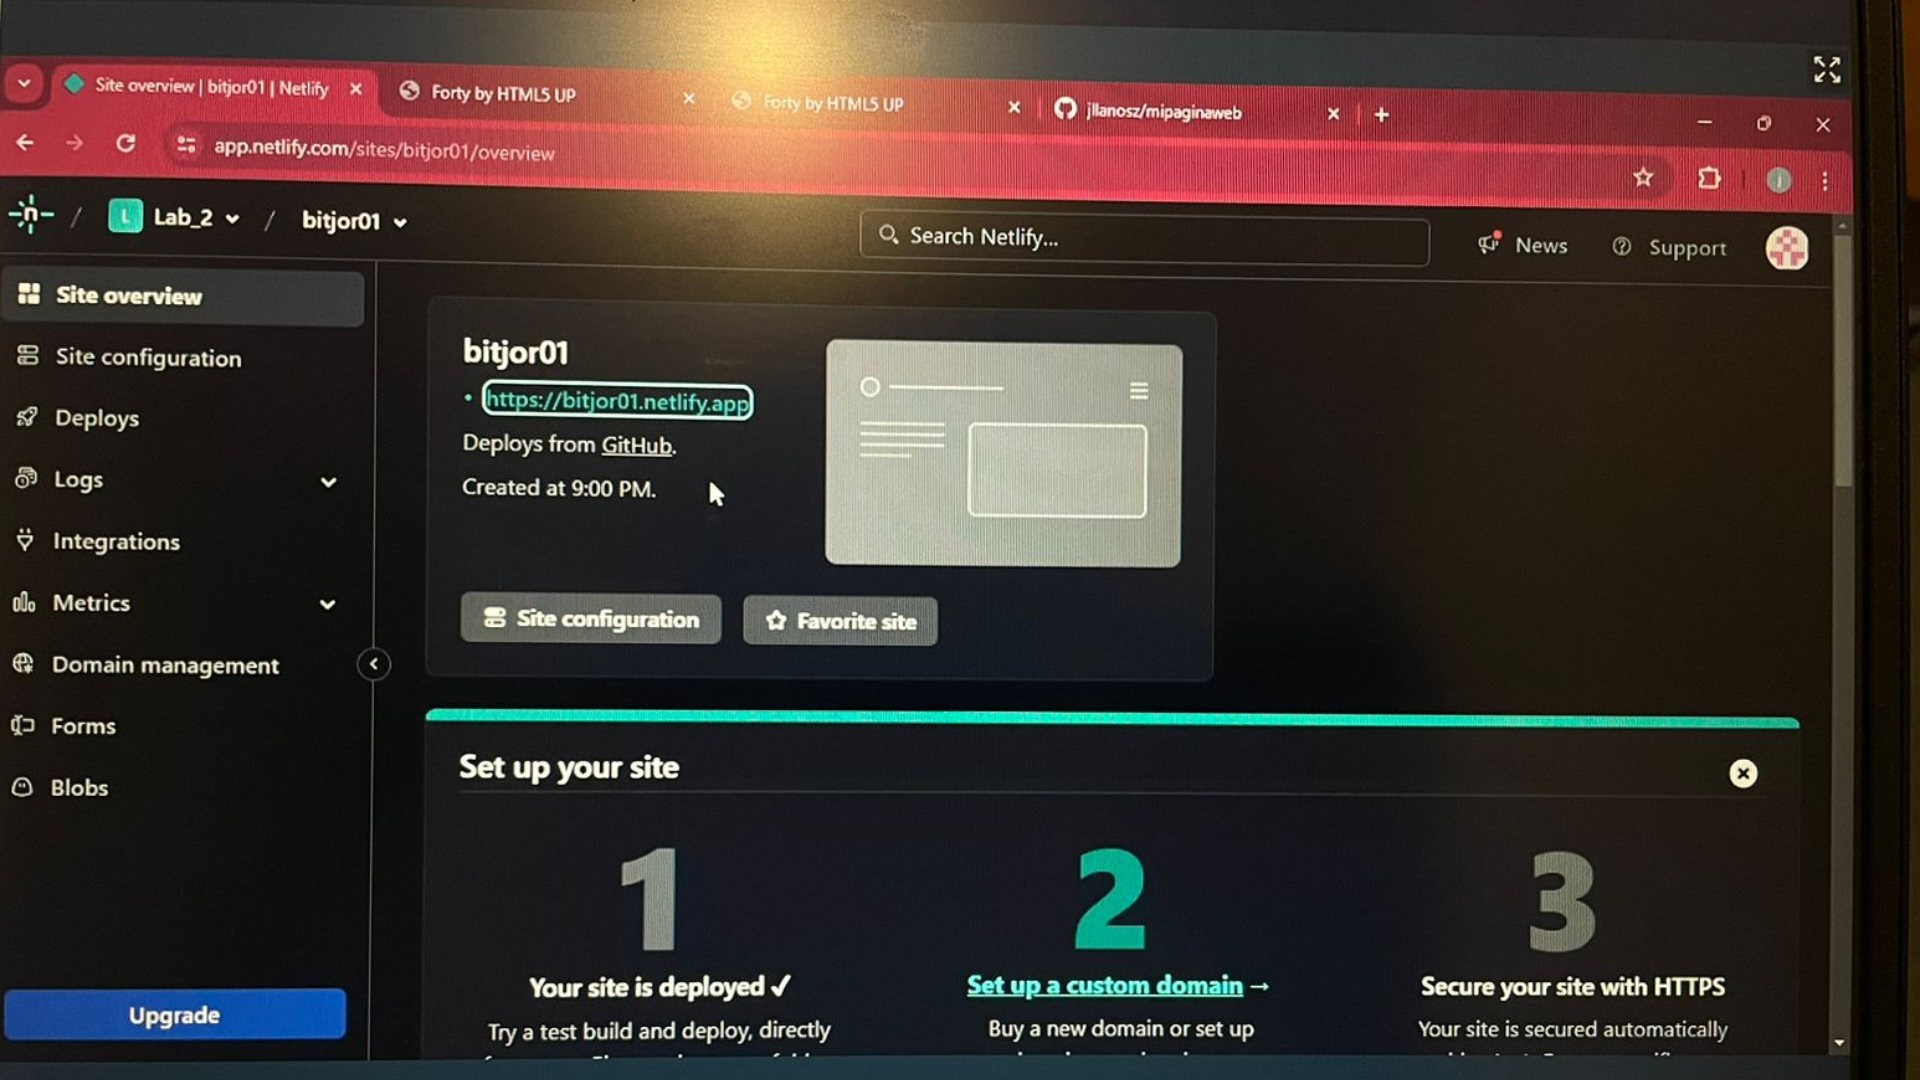 Site overview | bitjor01 | Netlify
Forty by HTML5 UP
Forty by HTML5 UP
jllanosz/mipaginaweb
app.netlify.com/sites/bitjor01/overview
L Lab_2 / bitjor01
Search Netlify...
News
Support
Site overview
Site configuration
Deploys
Logs
Integrations
Metrics
Domain management
Forms
Blobs
Upgrade
bitjor01
https://bitjor01.netlify.app
Deploys from GitHub.
Created at 9:00 PM.
Site configuration
Favorite site
Set up your site
1
Your site is deployed ✓
Try a test build and deploy, directly
2
Set up a custom domain →
Buy a new domain or set up
3
Secure your site with HTTPS
Your site is secured automatically